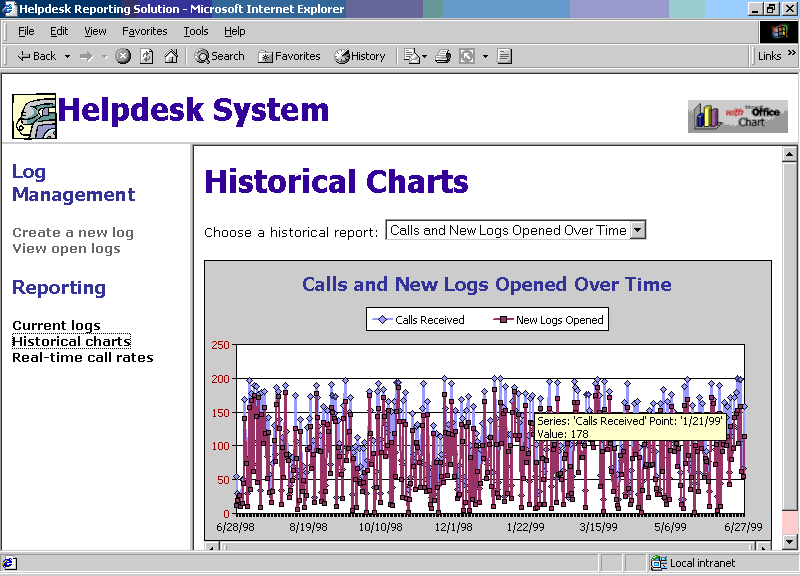 Helpdesk Reporting Solution - Microsoft Internet Explorer
File Edit View Favorites Tools Help
Back Search Favorites History Links »
Helpdesk System
with Microsoft Office
Chart
Log
Management
Create a new log
View open logs
Reporting
Current logs
Historical charts
Real-time call rates
Historical Charts
Choose a historical report: Calls and New Logs Opened Over Time
Calls and New Logs Opened Over Time
Calls Received New Logs Opened
250
200
150
100
50
0
Series: 'Calls Received' Point: '1/21/99'
Value: 178
6/28/98 8/19/98 10/10/98 12/1/98 1/22/99 3/15/99 5/6/99 6/27/99
Local intranet